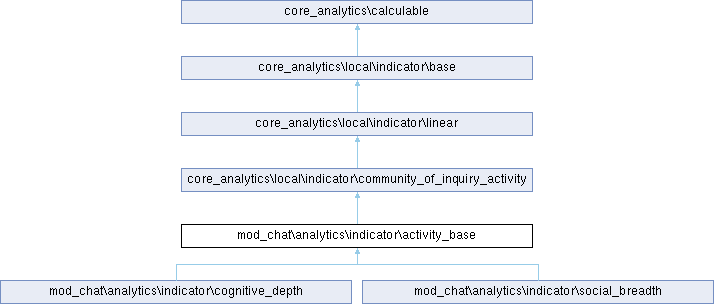 core_analytics\calculable
core_analytics\local\indicator\base
core_analytics\local\indicator\linear
core_analytics\local\indicator\community_of_inquiry_activity
mod_chat\analytics\indicator\activity_base
mod_chat\analytics\indicator\cognitive_depth
mod_chat\analytics\indicator\social_breadth